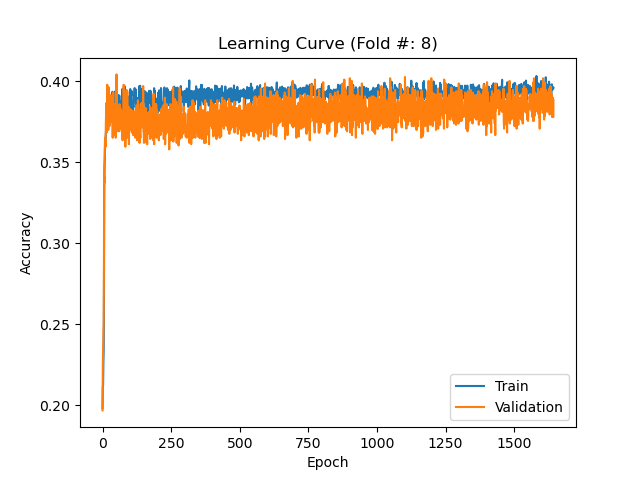 Learning Curve (Fold #: 8)
0.40
0.35
0.30
0.25
0.20
Accuracy
0 250 500 750 1000 1250 1500
Epoch
Train
Validation